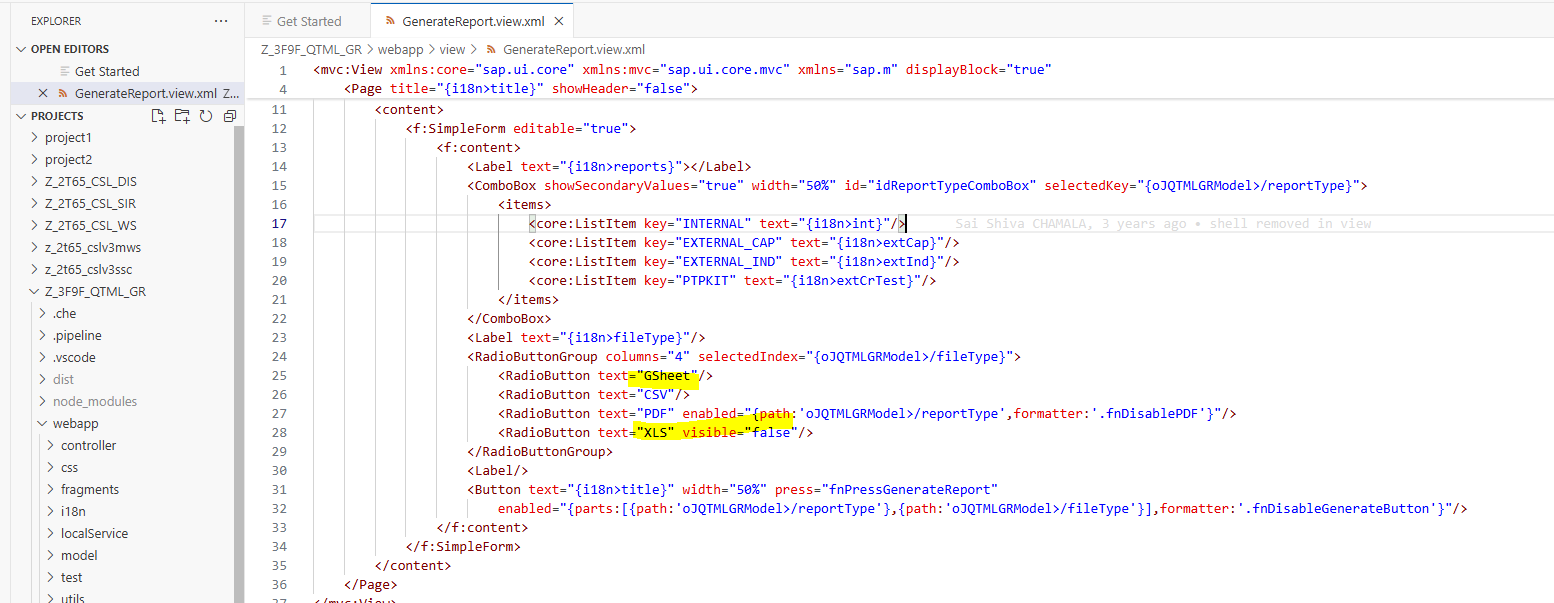 EXPLORER
···
OPEN EDITORS
Get Started
GenerateReport.view.xml Z...
PROJECTS
project1
project2
Z_2T65_CSL_DIS
Z_2T65_CSL_SIR
Z_2T65_CSL_WS
z_2t65_cslv3mws
z_2t65_cslv3ssc
Z_3F9F_QTML_GR
.che
.pipeline
.vscode
dist
node_modules
webapp
controller
css
fragments
i18n
localService
model
test
utils
Get Started
GenerateReport.view.xml
Z_3F9F_QTML_GR > webapp > view > GenerateReport.view.xml
1 <mvc:View xmlns:core="sap.ui.core" xmlns:mvc="sap.ui.core.mvc" xmlns="sap.m" displayBlock="true"
4 <Page title="{i18n>title}" showHeader="false">
11 <content>
12 <f:SimpleForm editable="true">
13 <f:content>
14 <Label text="{i18n>reports}"></Label>
15 <ComboBox showSecondaryValues="true" width="50%" id="idReportTypeComboBox" selectedKey="{oJQTMLGRModel>/reportType}">
16 <items>
17 <core:ListItem key="INTERNAL" text="{i18n>int}"/> Sai Shiva CHAMALA, 3 years ago • shell removed in view
18 <core:ListItem key="EXTERNAL_CAP" text="{i18n>extCap}"/>
19 <core:ListItem key="EXTERNAL_IND" text="{i18n>extInd}"/>
20 <core:ListItem key="PTPKIT" text="{i18n>extCrTest}"/>
21 </items>
22 </ComboBox>
23 <Label text="{i18n>fileType}"/>
24 <RadioButtonGroup columns="4" selectedIndex="{oJQTMLGRModel>/fileType}">
25 <RadioButton text="GSheet"/>
26 <RadioButton text="CSV"/>
27 <RadioButton text="PDF" enabled="{path:'oJQTMLGRModel>/reportType',formatter:'.fnDisablePDF'}"/>
28 <RadioButton text="XLS" visible="false"/>
29 </RadioButtonGroup>
30 <Label/>
31 <Button text="{i18n>title}" width="50%" press="fnPressGenerateReport"
32 enabled="{parts:[{path:'oJQTMLGRModel>/reportType'},{path:'oJQTMLGRModel>/fileType'}],formatter:'.fnDisableGenerateButton'}"/>
33 </f:content>
34 </f:SimpleForm>
35 </content>
36 </Page>
37 </mvc:View>